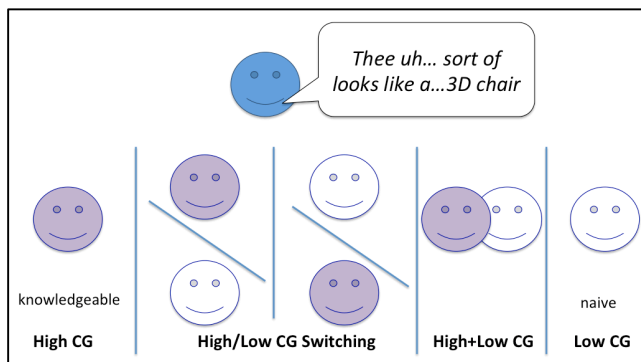 Thee uh... sort of
looks like a...3D chair
knowledgeable
naive
High CG
High/Low CG Switching
High+Low CG
Low CG